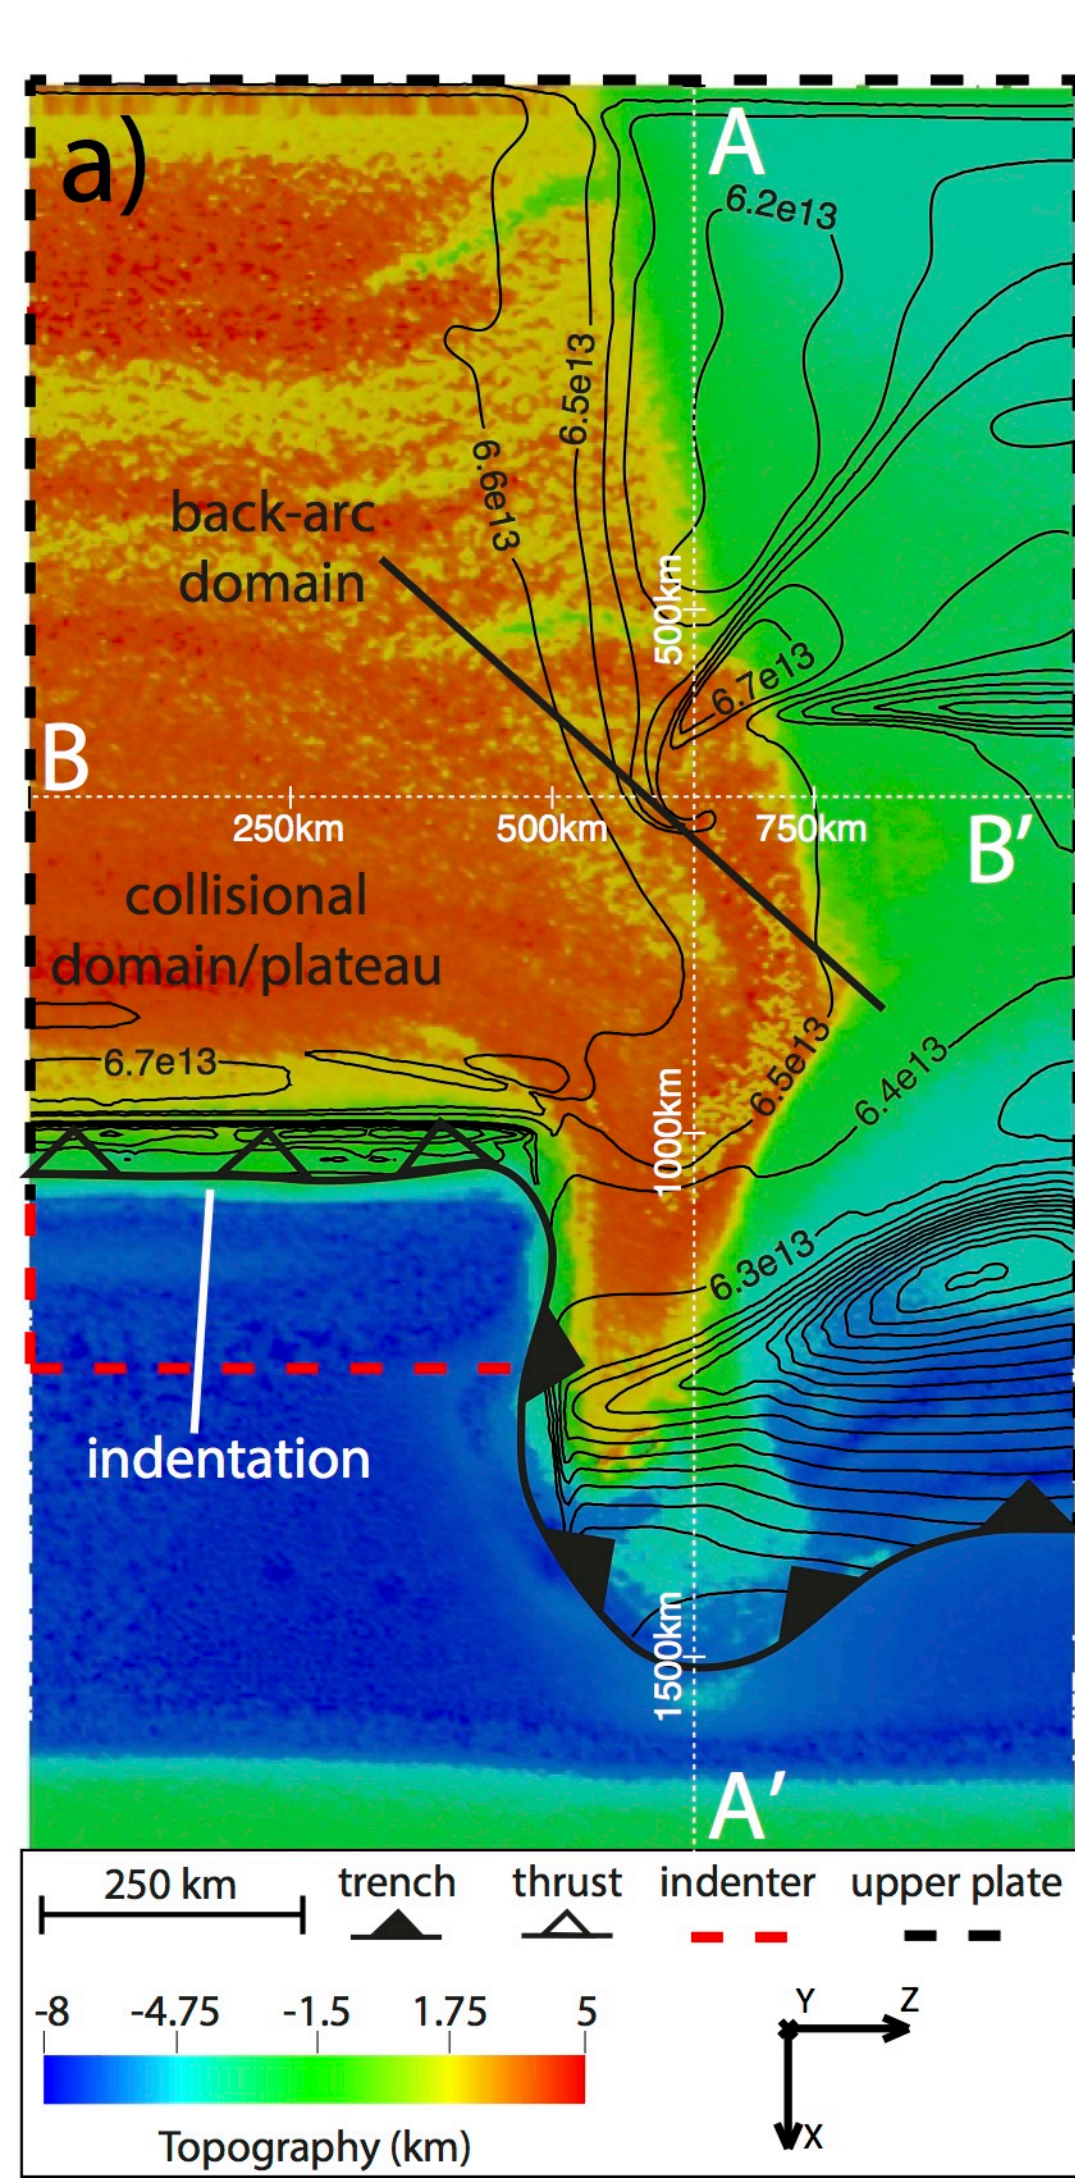 a)
A
6.2e13
6.5e13
6.6e13
back-arc
domain
500km
6.7e13
B
250km
500km
750km
B’
collisional
domain/plateau
6.7e13
6.5e13
6.4e13
1000km
6.3e13
indentation
1500km
A’
250 km
trench
thrust
indenter
upper plate
-8
-4.75
-1.5
1.75
5
Y
Z
X
Topography (km)